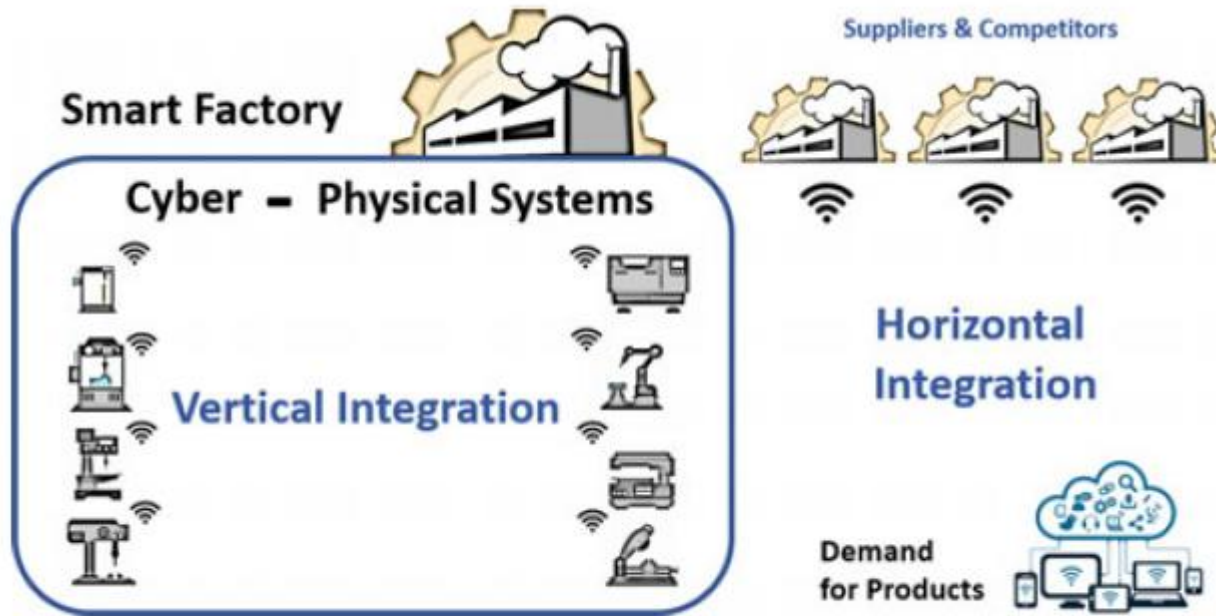 Suppliers & Competitors
Smart Factory
Cyber - Physical Systems
Vertical Integration
Horizontal
Integration
Demand
for Products